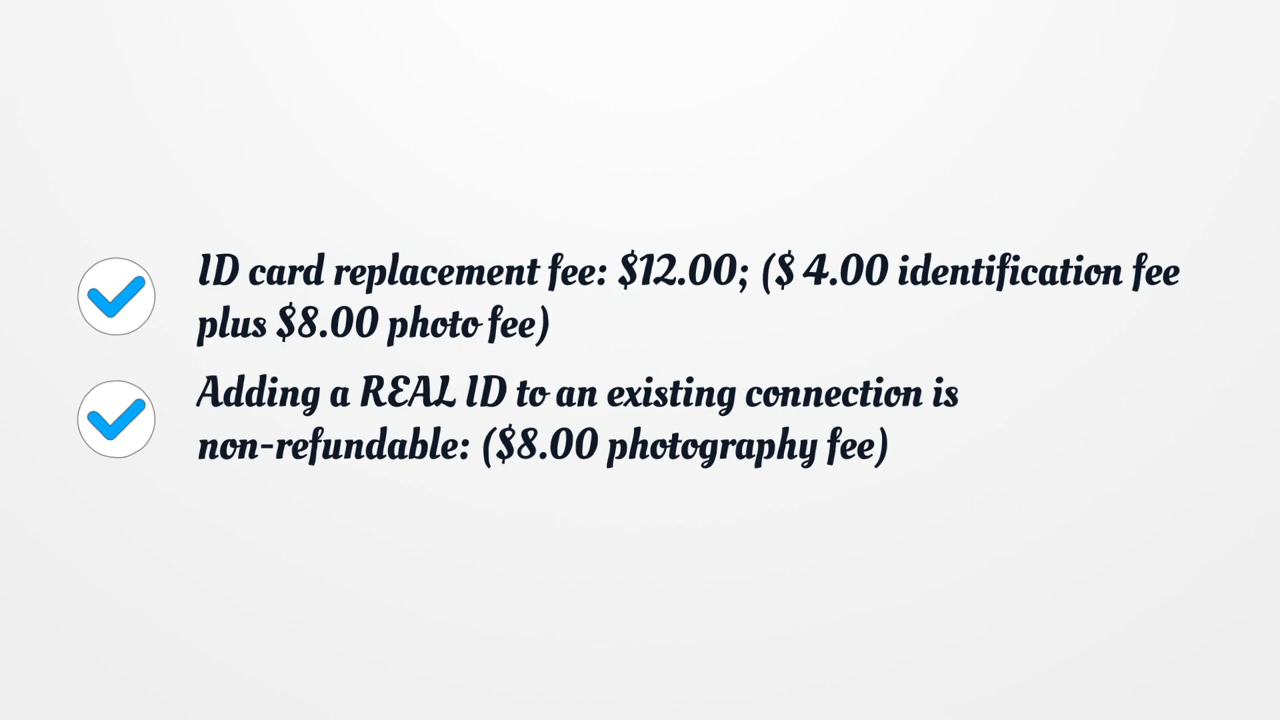 ID card replacement fee: $12.00; ($ 4.00 identification fee
plus $8.00 photo fee)
Adding a REAL ID to an existing connection is
non-refundable: ($8.00 photography fee)